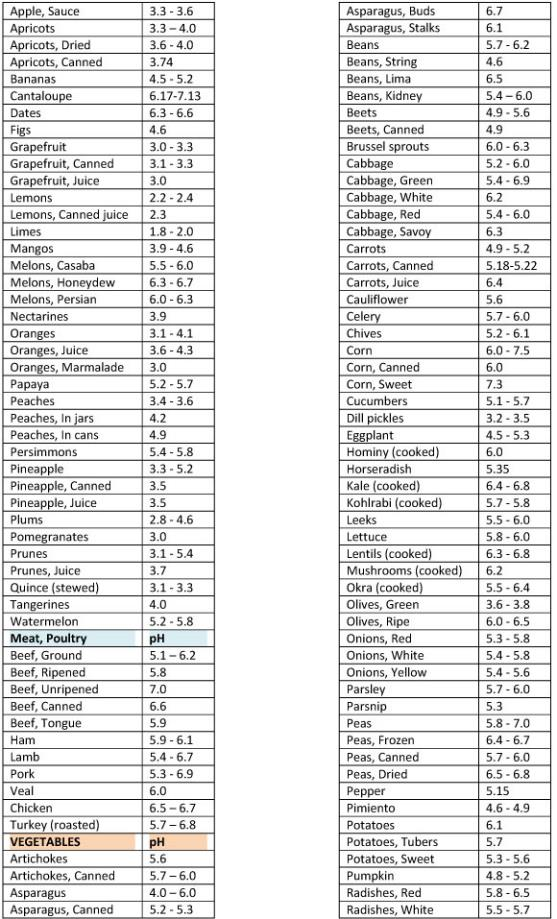 Apple, Sauce 3.3 - 3.6
Apricots 3.3 – 4.0
Apricots, Dried 3.6 - 4.0
Apricots, Canned 3.74
Bananas 4.5 - 5.2
Cantaloupe 6.17-7.13
Dates 6.3 - 6.6
Figs 4.6
Grapefruit 3.0 - 3.3
Grapefruit, Canned 3.1 - 3.3
Grapefruit, Juice 3.0
Lemons 2.2 - 2.4
Lemons, Canned juice 2.3
Limes 1.8 - 2.0
Mangos 3.9 - 4.6
Melons, Casaba 5.5 - 6.0
Melons, Honeydew 6.3 - 6.7
Melons, Persian 6.0 - 6.3
Nectarines 3.9
Oranges 3.1 - 4.1
Oranges, Juice 3.6 - 4.3
Oranges, Marmalade 3.0
Papaya 5.2 - 5.7
Peaches 3.4 - 3.6
Peaches, In jars 4.2
Peaches, In cans 4.9
Persimmons 5.4 - 5.8
Pineapple 3.3 - 5.2
Pineapple, Canned 3.5
Pineapple, Juice 3.5
Plums 2.8 - 4.6
Pomegranates 3.0
Prunes 3.1 - 5.4
Prunes, Juice 3.7
Quince (stewed) 3.1 - 3.3
Tangerines 4.0
Watermelon 5.2 - 5.8
Meat, Poultry pH
Beef, Ground 5.1 – 6.2
Beef, Ripened 5.8
Beef, Unripened 7.0
Beef, Canned 6.6
Beef, Tongue 5.9
Ham 5.9 - 6.1
Lamb 5.4 - 6.7
Pork 5.3 - 6.9
Veal 6.0
Chicken 6.5 – 6.7
Turkey (roasted) 5.7 – 6.8
VEGETABLES pH
Artichokes 5.6
Artichokes, Canned 5.7 – 6.0
Asparagus 4.0 – 6.0
Asparagus, Canned 5.2 - 5.3
Asparagus, Buds 6.7
Asparagus, Stalks 6.1
Beans 5.7 - 6.2
Beans, String 4.6
Beans, Lima 6.5
Beans, Kidney 5.4 – 6.0
Beets 4.9 - 5.6
Beets, Canned 4.9
Brussel sprouts 6.0 - 6.3
Cabbage 5.2 - 6.0
Cabbage, Green 5.4 - 6.9
Cabbage, White 6.2
Cabbage, Red 5.4 - 6.0
Cabbage, Savoy 6.3
Carrots 4.9 - 5.2
Carrots, Canned 5.18-5.22
Carrots, Juice 6.4
Cauliflower 5.6
Celery 5.7 - 6.0
Chives 5.2 - 6.1
Corn 6.0 - 7.5
Corn, Canned 6.0
Corn, Sweet 7.3
Cucumbers 5.1 - 5.7
Dill pickles 3.2 - 3.5
Eggplant 4.5 - 5.3
Hominy (cooked) 6.0
Horseradish 5.35
Kale (cooked) 6.4 - 6.8
Kohlrabi (cooked) 5.7 - 5.8
Leeks 5.5 - 6.0
Lettuce 5.8 - 6.0
Lentils (cooked) 6.3 - 6.8
Mushrooms (cooked) 6.2
Okra (cooked) 5.5 - 6.4
Olives, Green 3.6 - 3.8
Olives, Ripe 6.0 - 6.5
Onions, Red 5.3 - 5.8
Onions, White 5.4 - 5.8
Onions, Yellow 5.4 - 5.6
Parsley 5.7 - 6.0
Parsnip 5.3
Peas 5.8 - 7.0
Peas, Frozen 6.4 - 6.7
Peas, Canned 5.7 - 6.0
Peas, Dried 6.5 - 6.8
Pepper 5.15
Pimiento 4.6 - 4.9
Potatoes 6.1
Potatoes, Tubers 5.7
Potatoes, Sweet 5.3 - 5.6
Pumpkin 4.8 - 5.2
Radishes, Red 5.8 - 6.5
Radishes, White 5.5 - 5.7